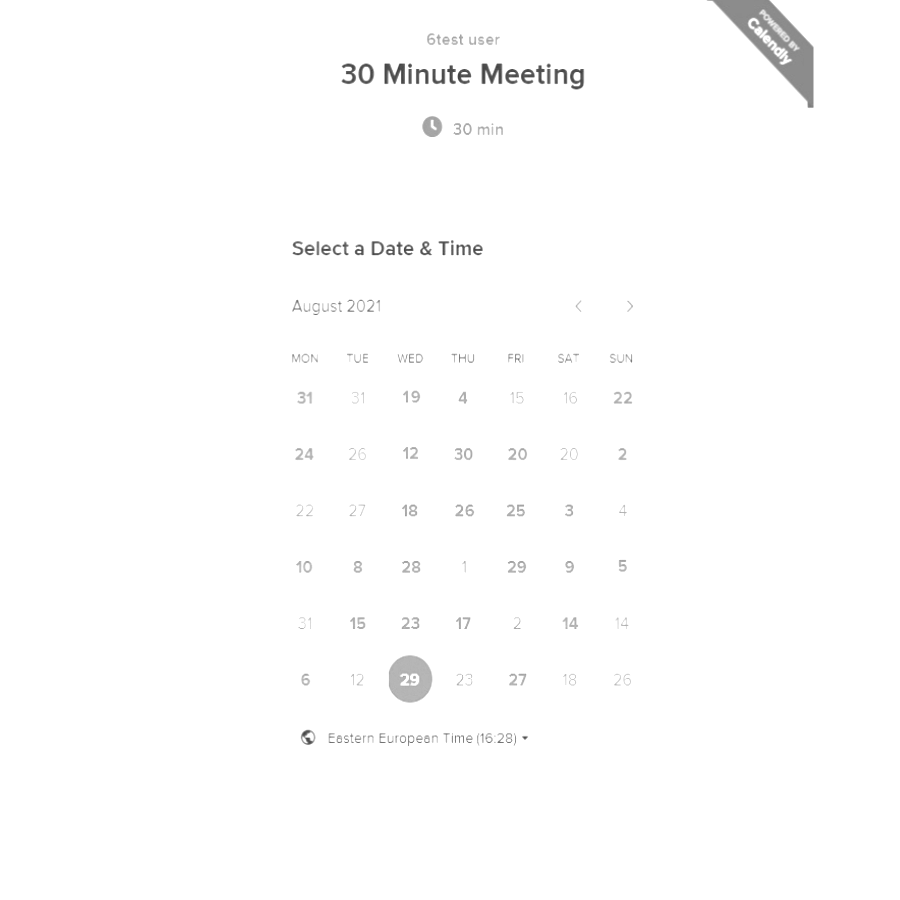 6test user
POWERED BY
Calendly
30 Minute Meeting
30 min
Select a Date & Time
August 2021
MON TUE WED THU FRI SAT SUN
31 31 19 4 15 16 22
24 26 12 30 20 20 2
22 27 18 26 25 3 4
10 8 28 1 29 9 5
31 15 23 17 2 14 14
6 12 29 23 27 18 26
Eastern European Time (16:28)